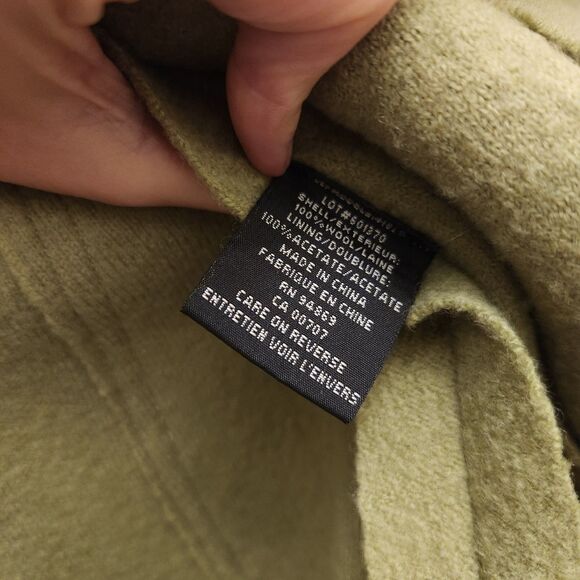 LOT#601270
SHELL/EXTERIEUR:
100%WOOL/LAINE
LINING/DOUBLURE:
100%ACETATE/ACETATE
MADE IN CHINA
FABRIQUE EN CHINE
RN 94869
CA 00707
CARE ON REVERSE
ENTRETIEN VOIR L'ENVERS